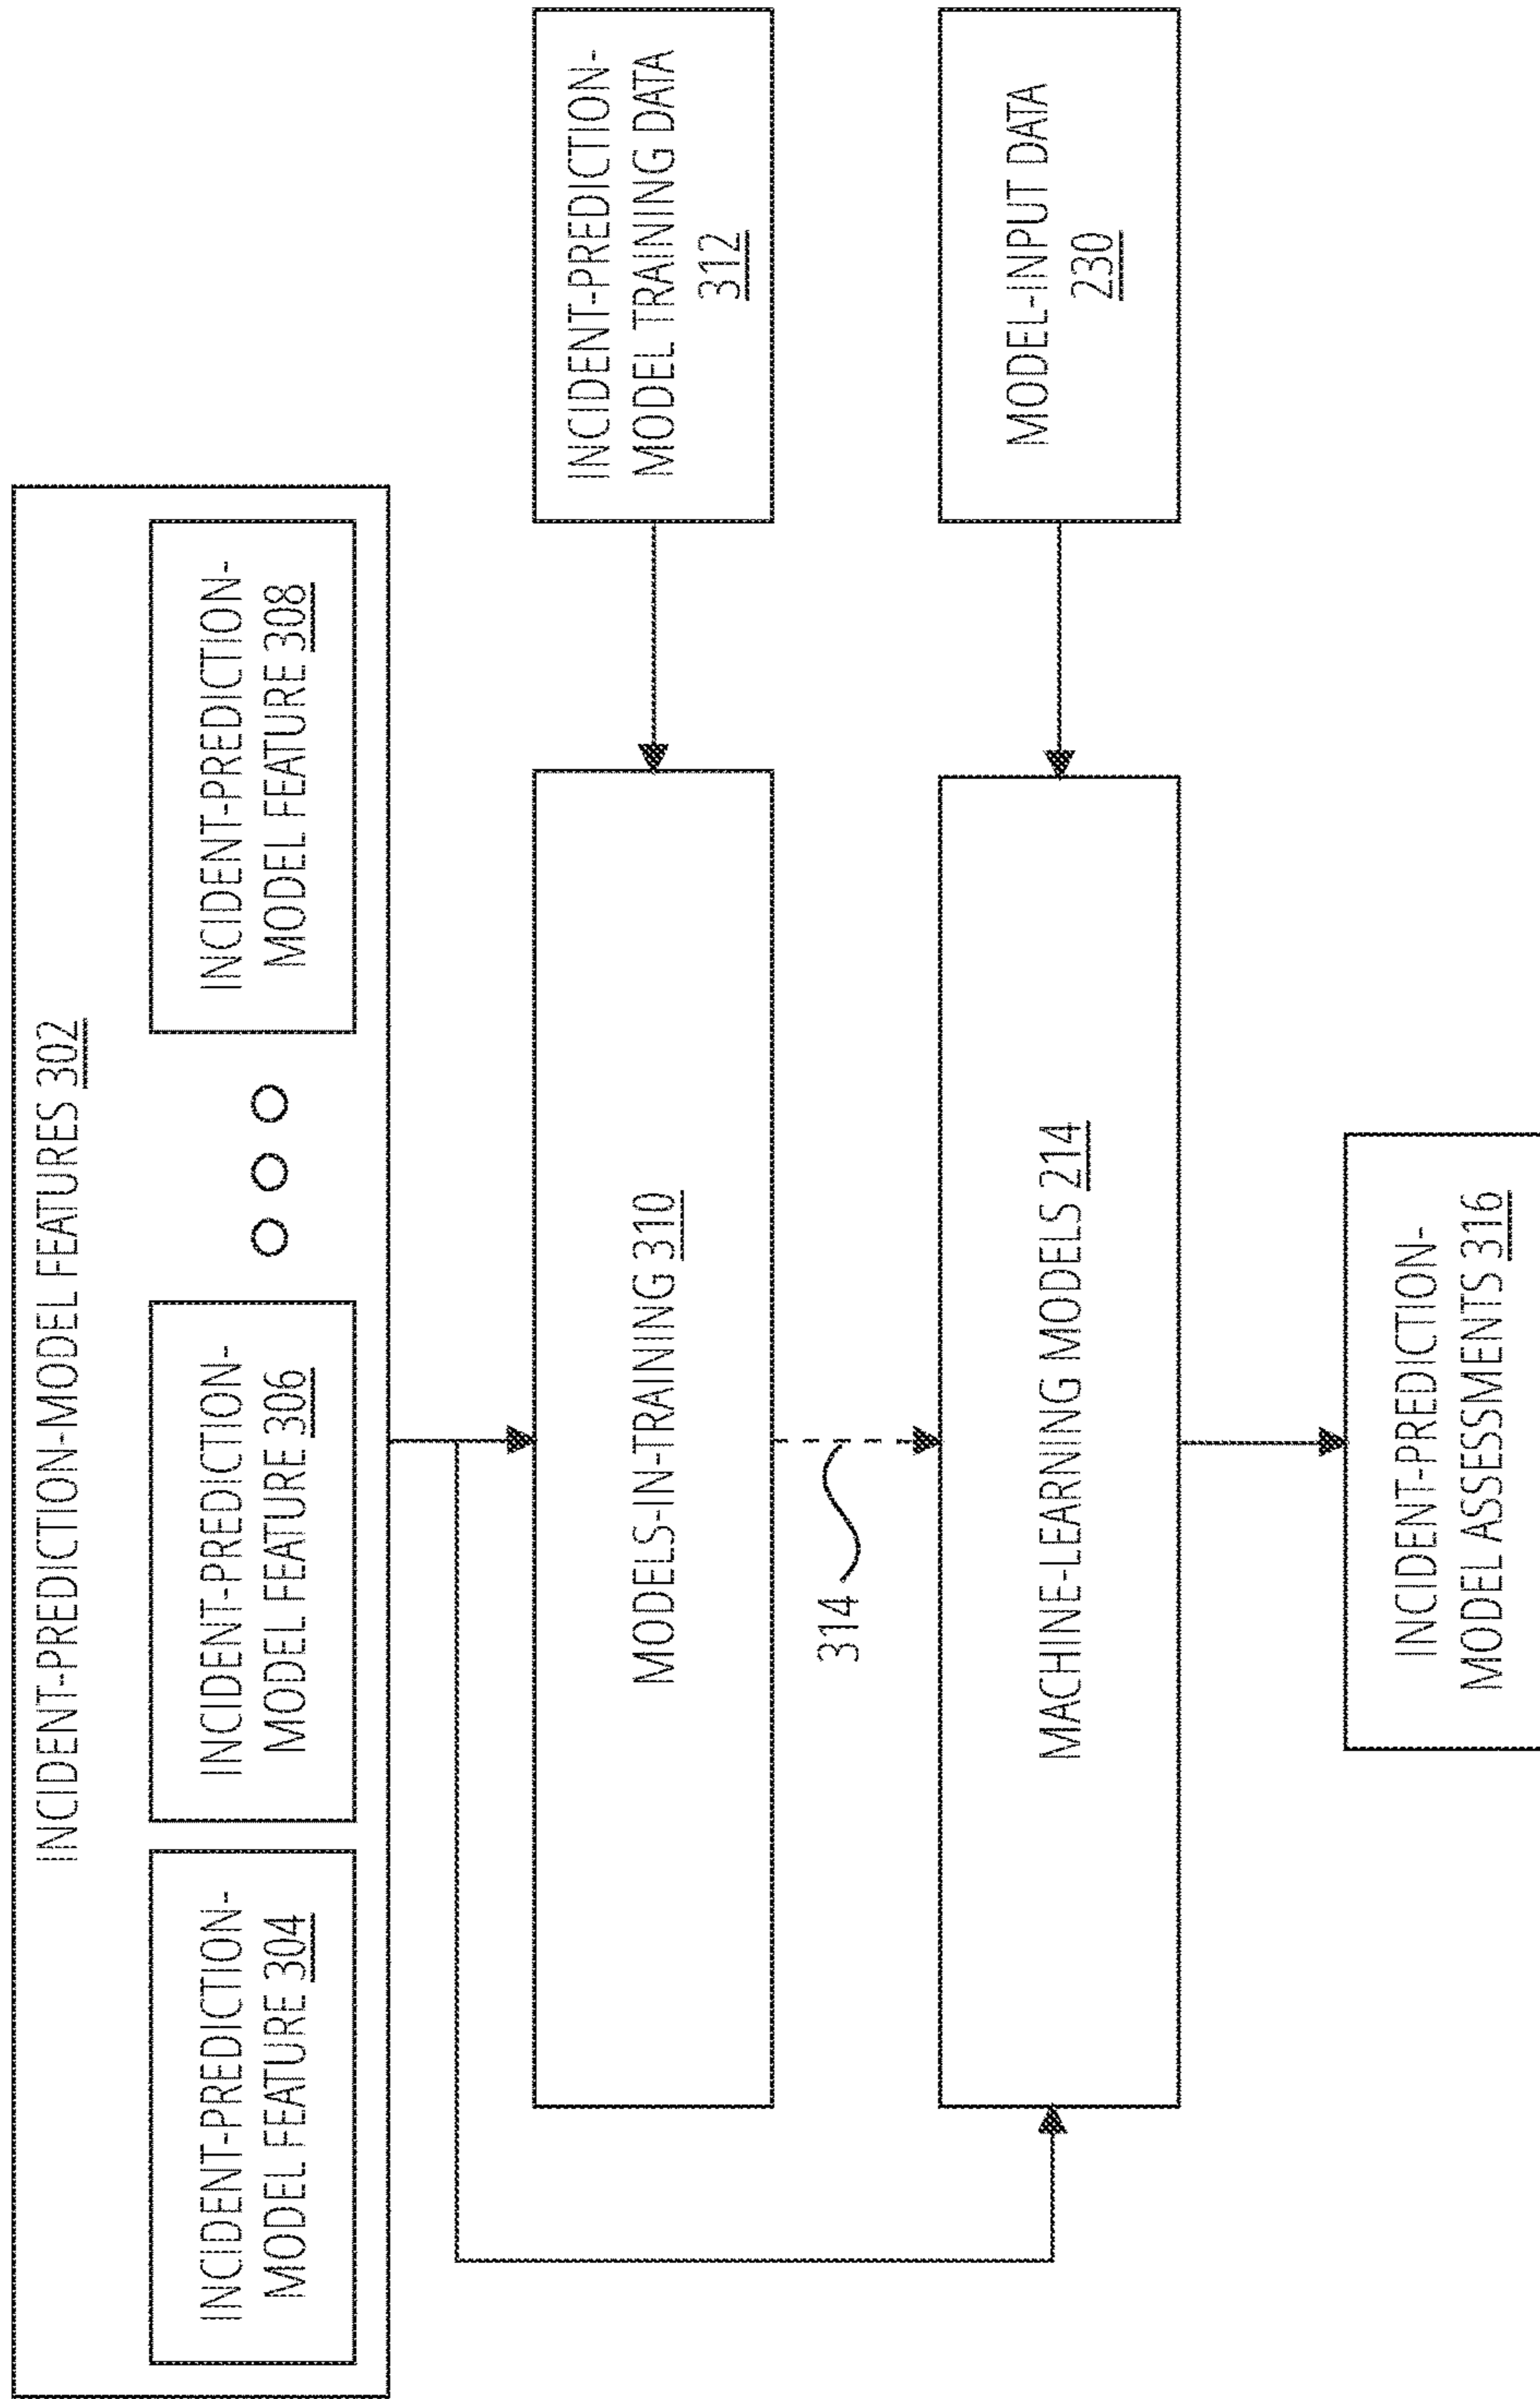 INCIDENT-PREDICTION-MODEL FEATURES 302
INCIDENT-PREDICTION-
MODEL FEATURE 304
INCIDENT-PREDICTION-
MODEL FEATURE 306
INCIDENT-PREDICTION-
MODEL FEATURE 308
MODELS-IN-TRAINING 310
INCIDENT-PREDICTION-
MODEL TRAINING DATA
312
314
MACHINE-LEARNING MODELS 214
MODEL-INPUT DATA
230
INCIDENT-PREDICTION-
MODEL ASSESSMENTS 316